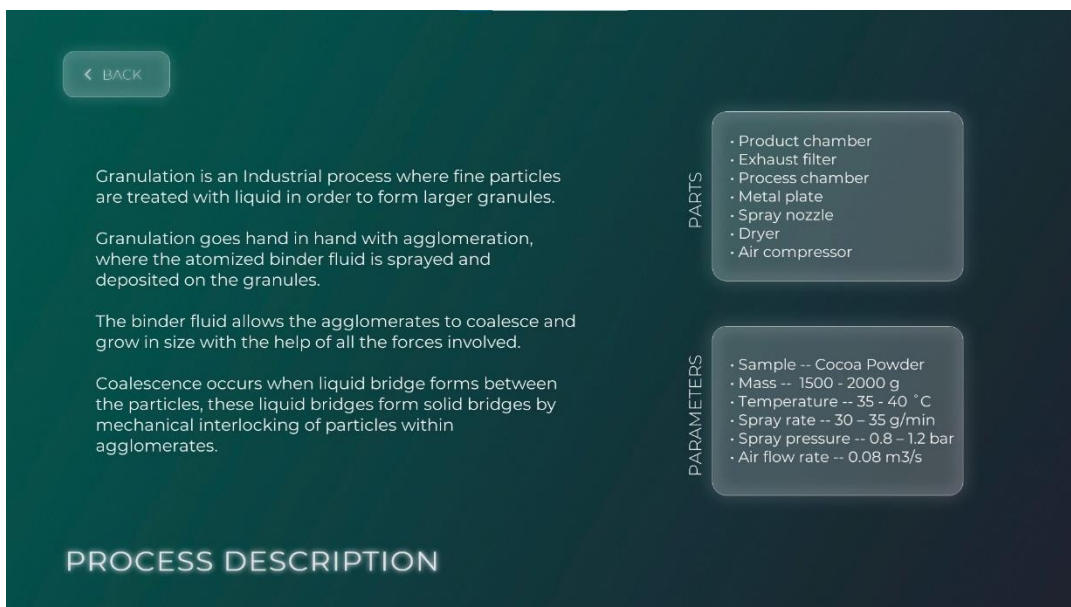 BACK
Granulation is an Industrial process where fine particles
are treated with liquid in order to form larger granules.
Granulation goes hand in hand with agglomeration,
where the atomized binder fluid is sprayed and
deposited on the granules.
The binder fluid allows the agglomerates to coalesce and
grow in size with the help of all the forces involved.
Coalescence occurs when liquid bridge forms between
the particles, these liquid bridges form solid bridges by
mechanical interlocking of particles within
agglomerates.
PARTS
· Product chamber
· Exhaust filter
· Process chamber
· Metal plate
· Spray nozzle
· Dryer
· Air compressor
PARAMETERS
· Sample -- Cocoa Powder
· Mass -- 1500 - 2000 g
· Temperature -- 35 - 40 ˚C
· Spray rate -- 30 – 35 g/min
· Spray pressure -- 0.8 – 1.2 bar
· Air flow rate -- 0.08 m3/s
PROCESS DESCRIPTION